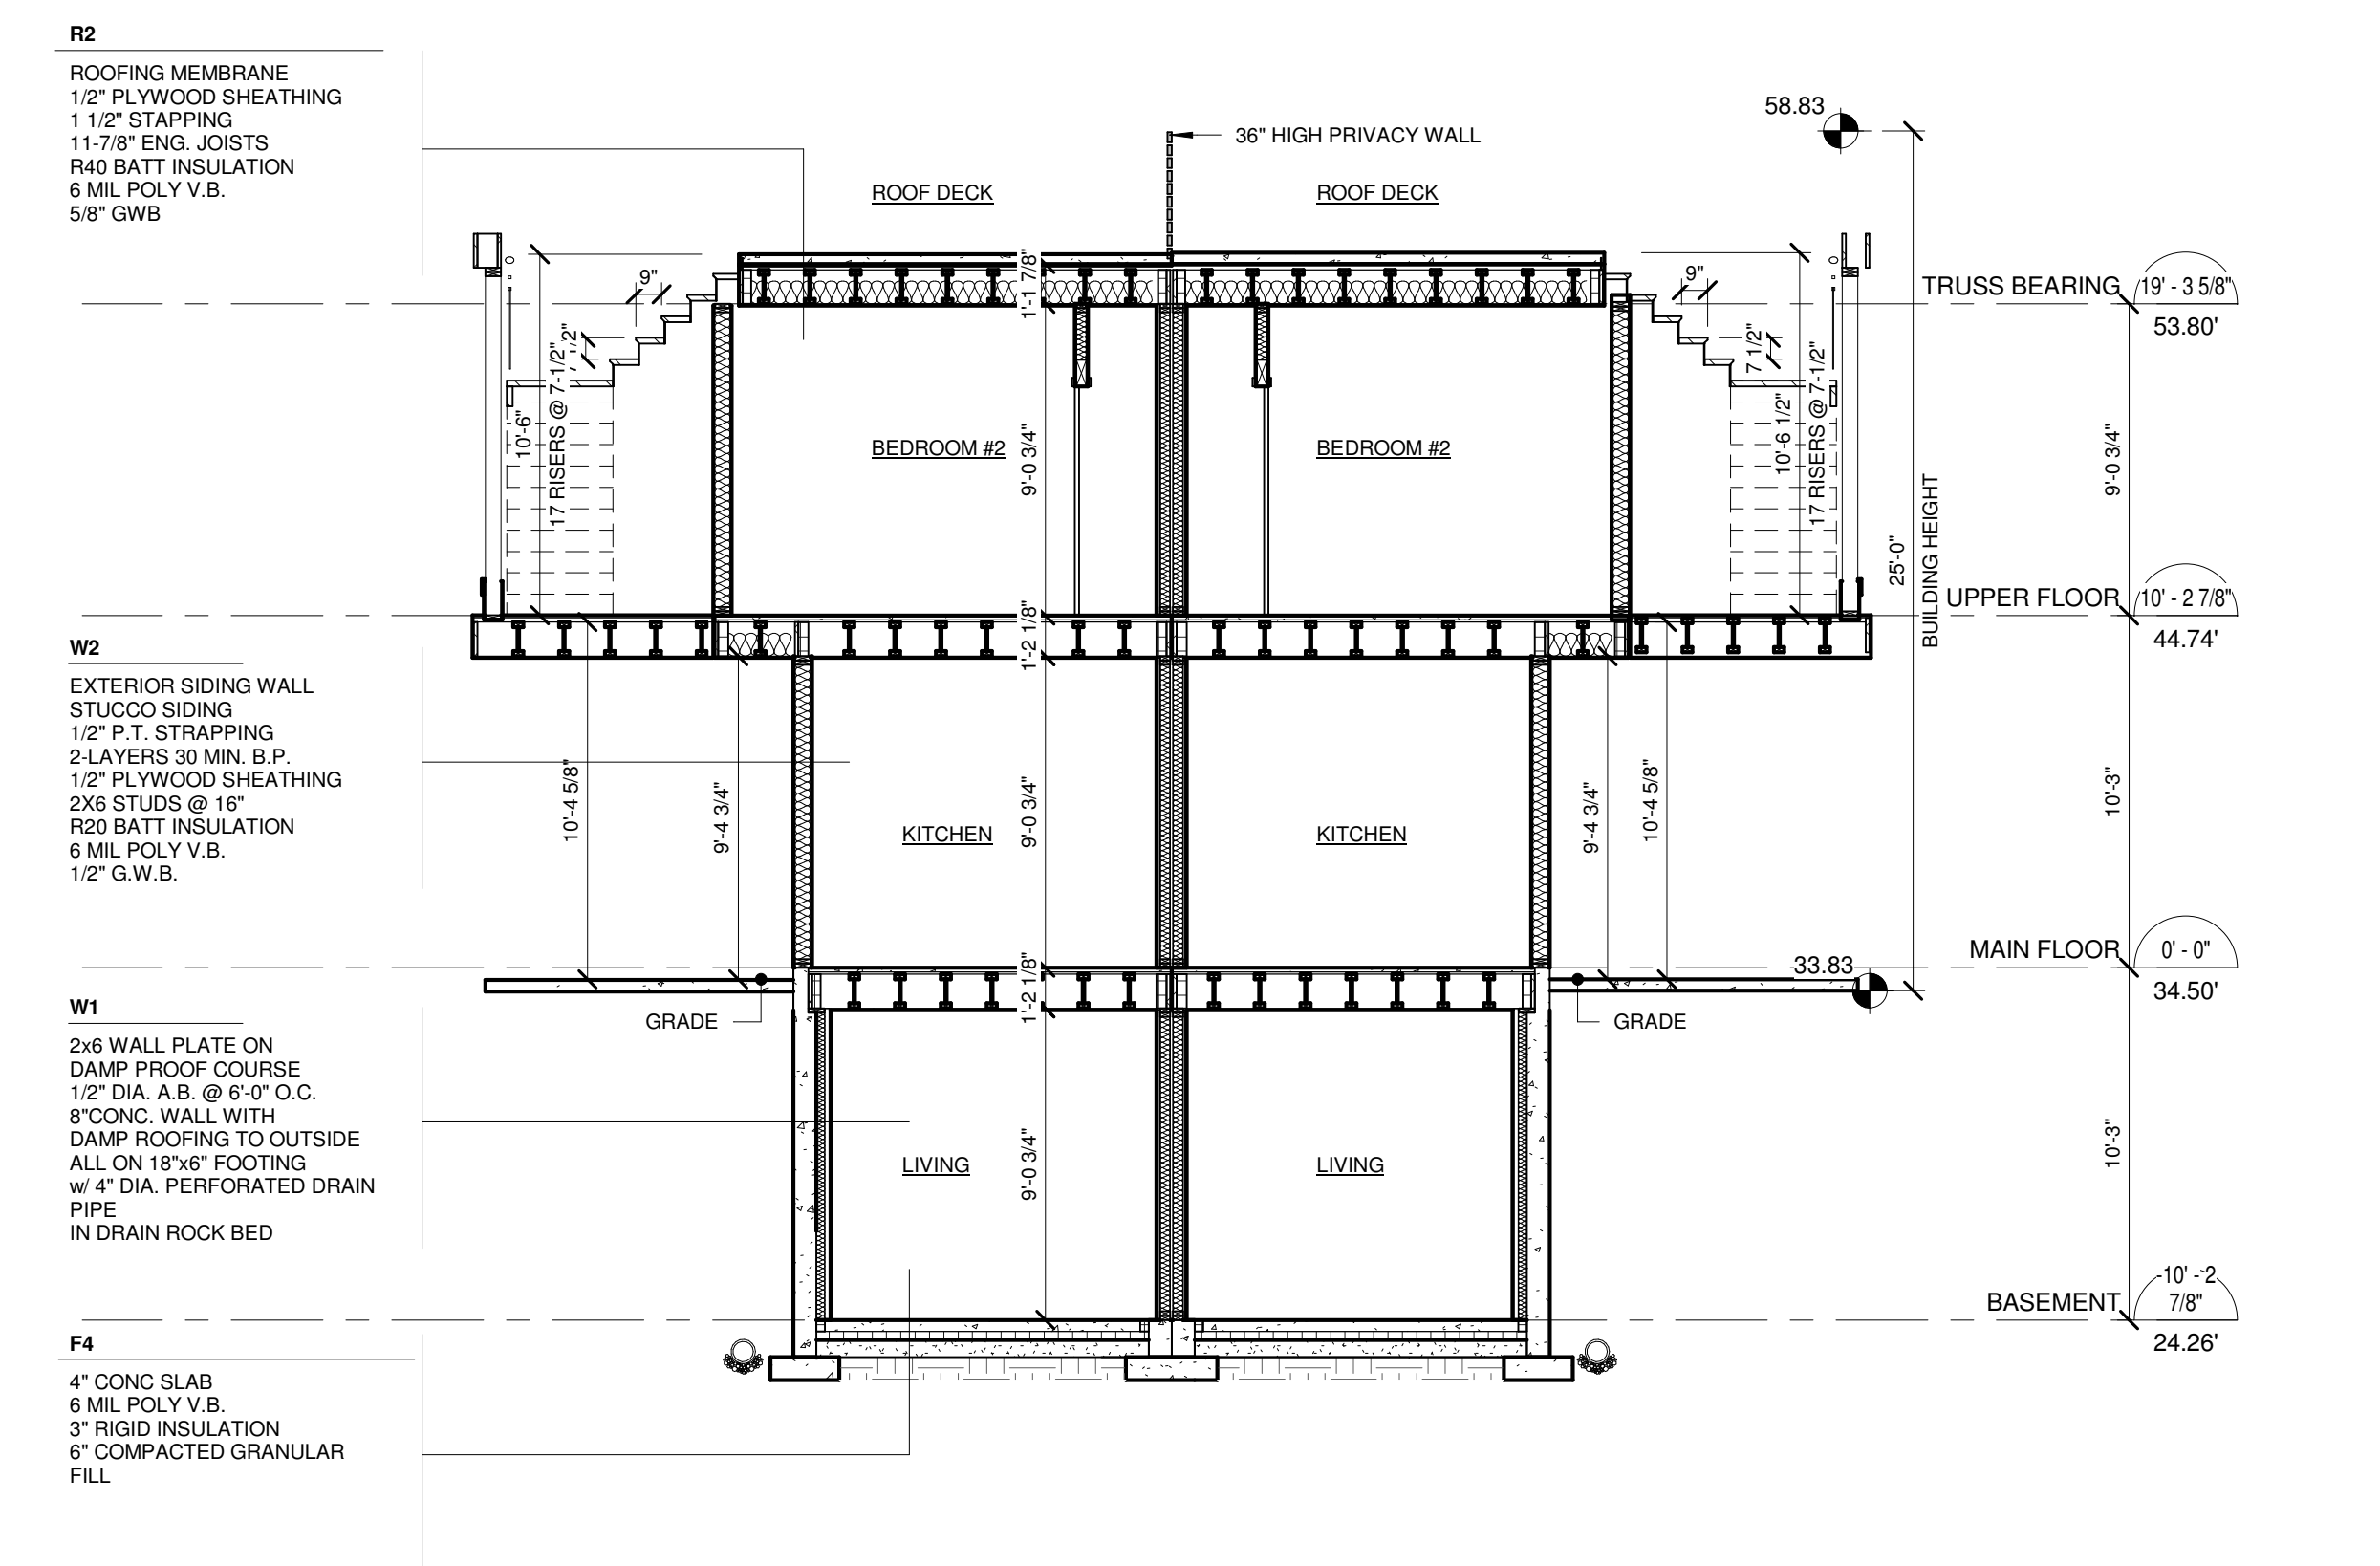 R2
ROOFING MEMBRANE
1/2" PLYWOOD SHEATHING
1 1/2" STAPPING
11-7/8" ENG. JOISTS
R40 BATT INSULATION
6 MIL POLY V.B.
5/8" GWB
W2
EXTERIOR SIDING WALL
STUCCO SIDING
1/2" P.T. STRAPPING
2-LAYERS 30 MIN. B.P.
1/2" PLYWOOD SHEATHING
2X6 STUDS @ 16"
R20 BATT INSULATION
6 MIL POLY V.B.
1/2" G.W.B.
W1
2x6 WALL PLATE ON
DAMP PROOF COURSE
1/2" DIA. A.B. @ 6'-0" O.C.
8"CONC. WALL WITH
DAMP ROOFING TO OUTSIDE
ALL ON 18"x6" FOOTING
w/ 4" DIA. PERFORATED DRAIN
PIPE
IN DRAIN ROCK BED
F4
4" CONC SLAB
6 MIL POLY V.B.
3" RIGID INSULATION
6" COMPACTED GRANULAR
FILL
58.83
36" HIGH PRIVACY WALL
ROOF DECK
ROOF DECK
9"
9"
1'-1 7/8"
7 1/2"
10'-6"
17 RISERS @ 7-1/2"
10'-6 1/2"
17 RISERS @ 7-1/2"
BEDROOM #2
9'-0 3/4"
BEDROOM #2
1'-2 1/8"
10'-4 5/8"
9'-4 3/4"
KITCHEN
9'-0 3/4"
KITCHEN
9'-4 3/4"
10'-4 5/8"
1'-2 1/8"
GRADE
GRADE
33.83
LIVING
9'-0 3/4"
LIVING
25'-0"
BUILDING HEIGHT
TRUSS BEARING
19' - 3 5/8"
53.80'
9'-0 3/4"
UPPER FLOOR
10' - 2 7/8"
44.74'
10'-3"
MAIN FLOOR
0' - 0"
34.50'
10'-3"
BASEMENT
-10' - 2
7/8"
24.26'